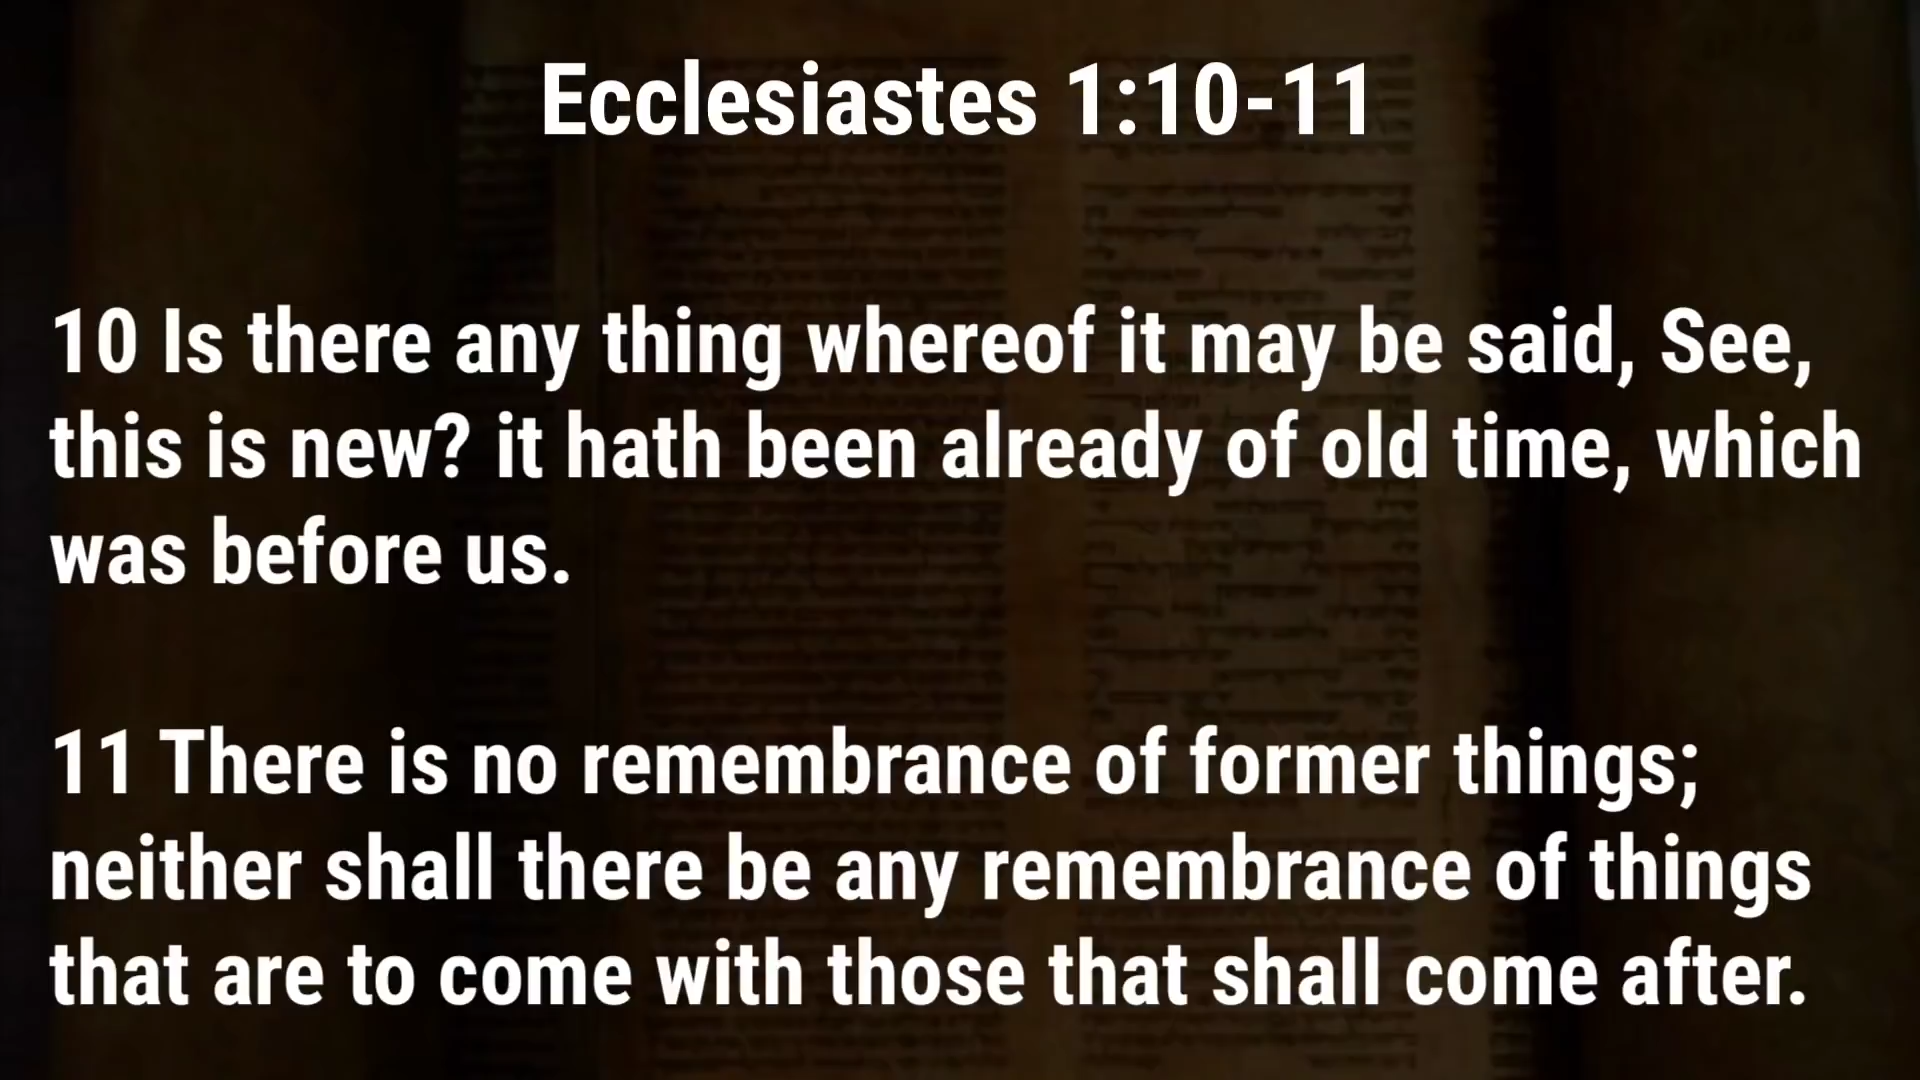 Ecclesiastes 1:10-11
10 Is there any thing whereof it may be said, See,
this is new? it hath been already of old time, which
was before us.
11 There is no remembrance of former things;
neither shall there be any remembrance of things
that are to come with those that shall come after.